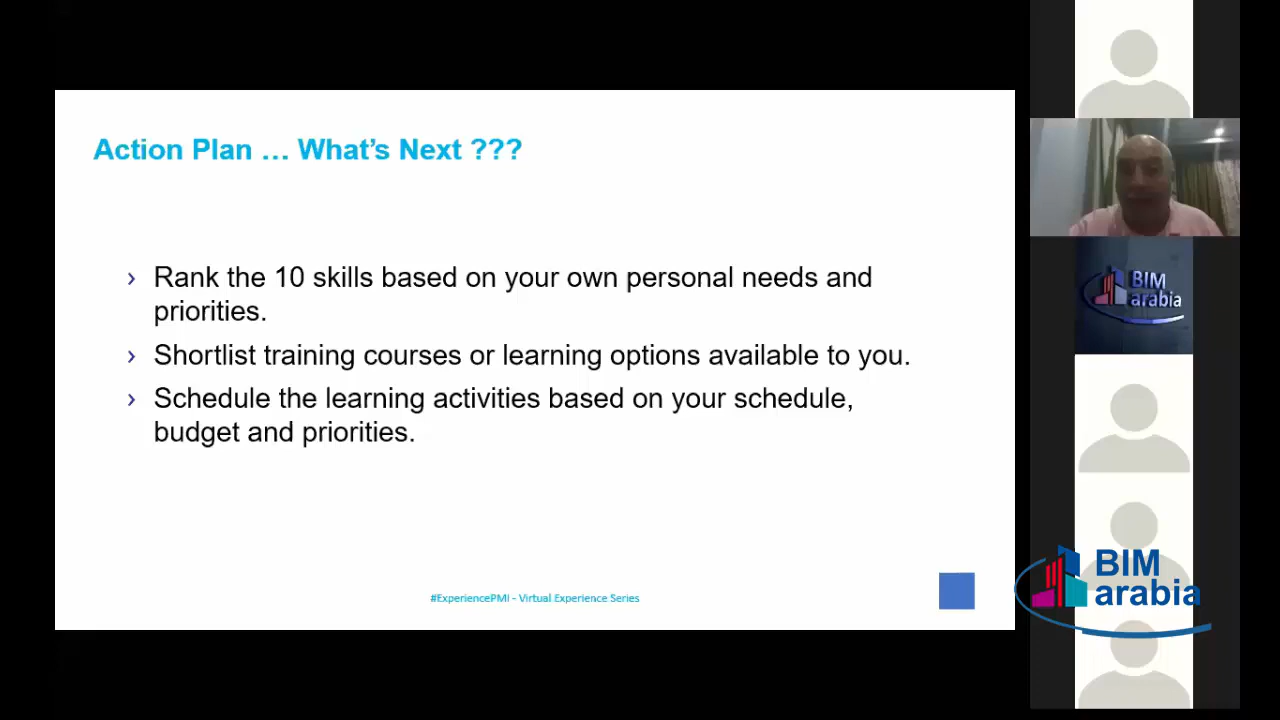 Action Plan … What’s Next ???
› Rank the 10 skills based on your own personal needs and
priorities.
› Shortlist training courses or learning options available to you.
› Schedule the learning activities based on your schedule,
budget and priorities.
#ExperiencePMI - Virtual Experience Series
BIM
arabia
BIM
arabia